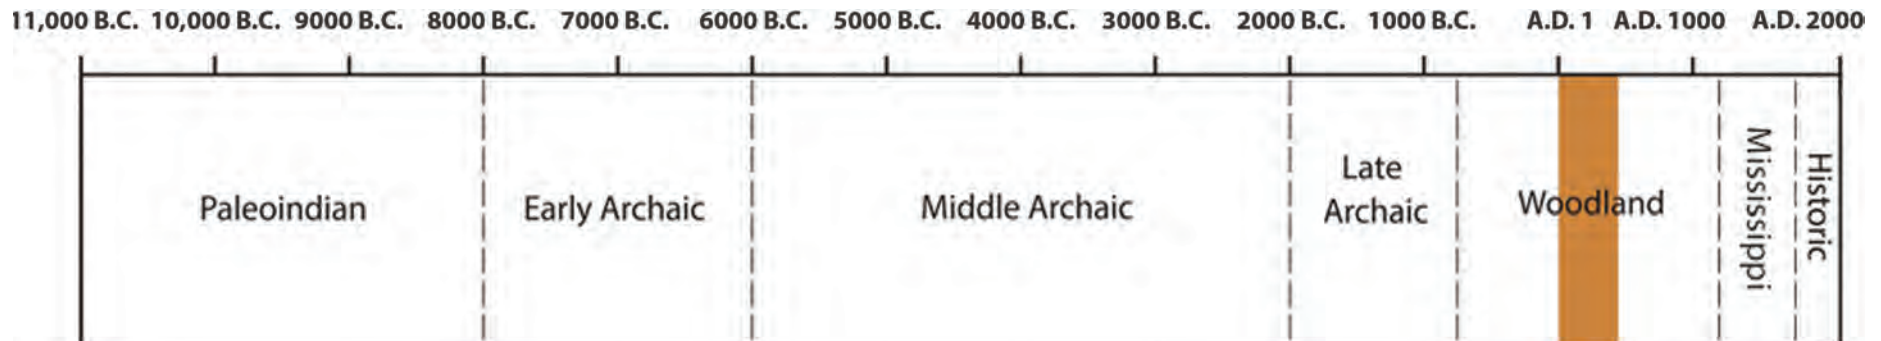 11,000 B.C. 10,000 B.C. 9000 B.C. 8000 B.C. 7000 B.C. 6000 B.C. 5000 B.C. 4000 B.C. 3000 B.C. 2000 B.C. 1000 B.C. A.D. 1 A.D. 1000 A.D. 2000
Paleoindian
Early Archaic
Middle Archaic
Late
Archaic
Woodland
Mississippi
Historic